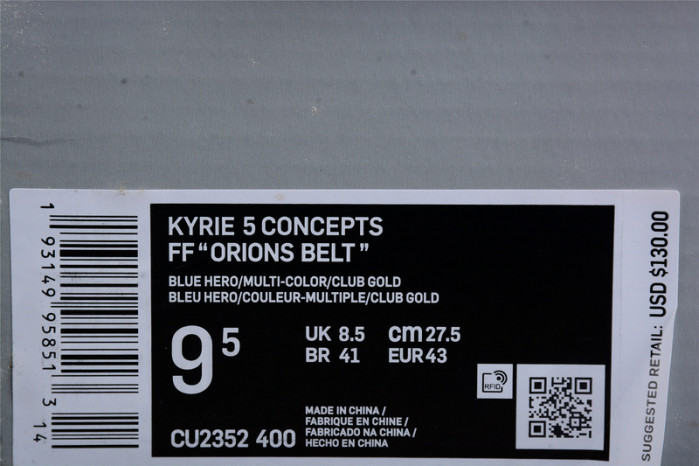 KYRIE 5 CONCEPTS
FF “ORIONS BELT”
BLUE HERO/MULTI-COLOR/CLUB GOLD
BLEU HERO/COULEUR-MULTIPLE/CLUB GOLD
9 5
UK 8.5 cm 27.5
BR 41 EUR 43
RFID
CU2352 400
MADE IN CHINA /
FABRIQUE EN CHINE /
FABRICADO NA CHINA /
HECHO EN CHINA
1 93149 95851 3 14
SUGGESTED RETAIL: USD $130.00